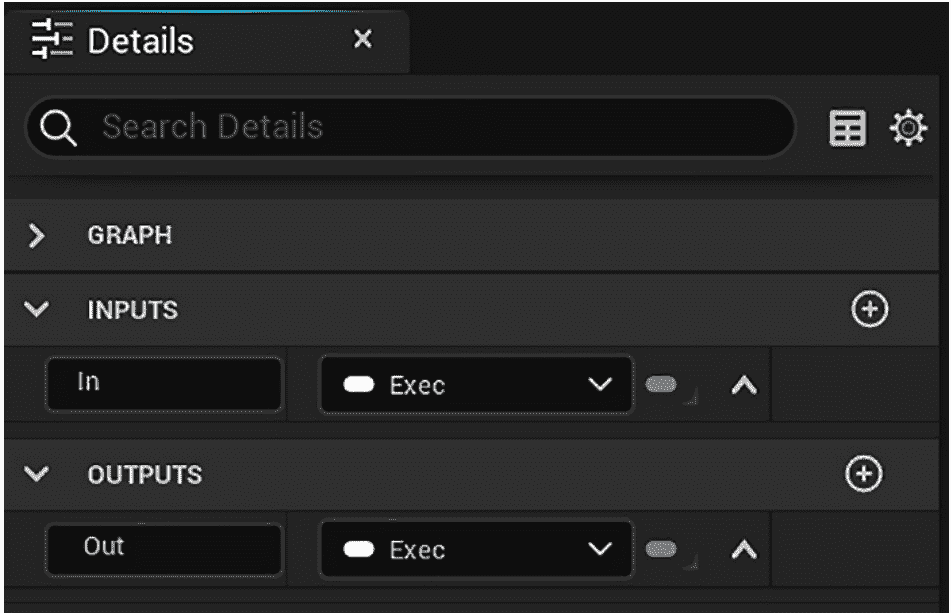 Details
Search Details
GRAPH
INPUTS
In Exec
OUTPUTS
Out Exec